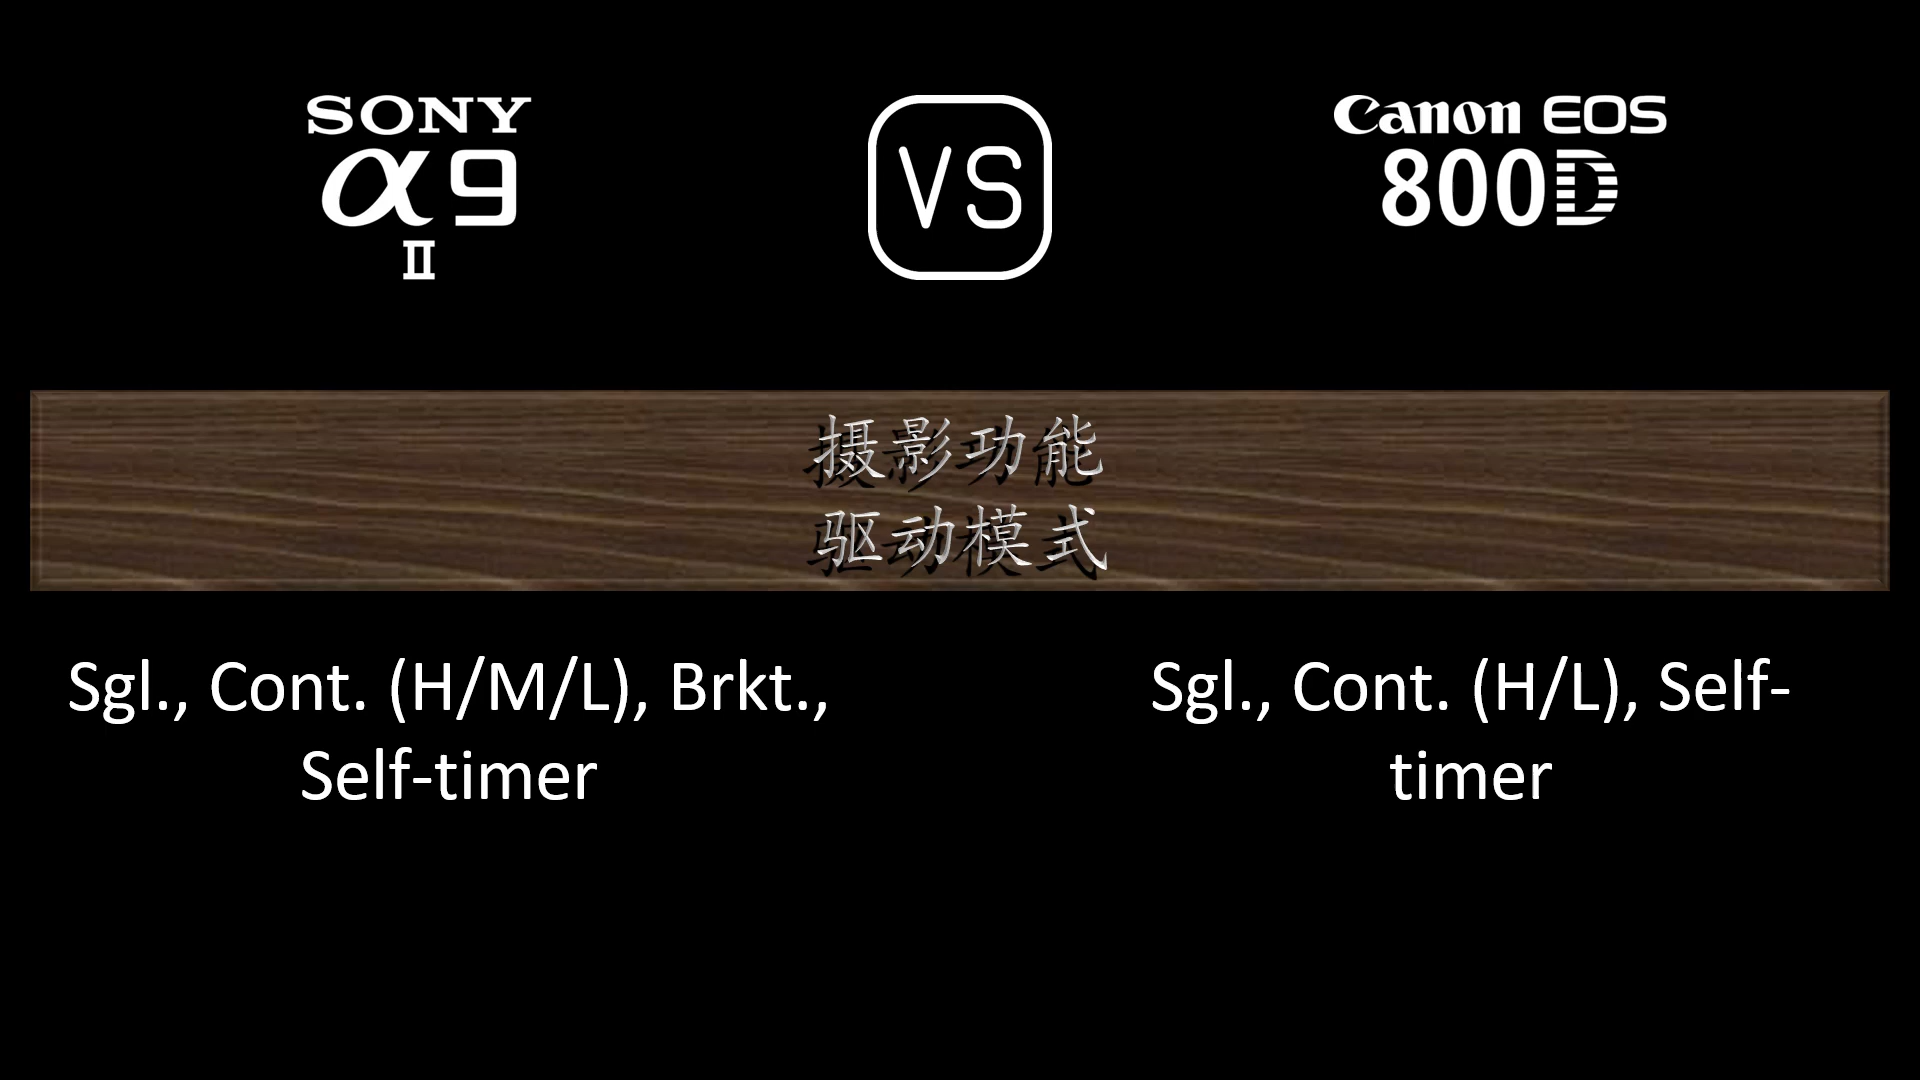 SONY
α9
II
VS
Canon EOS
800D
摄影功能
驱动模式
Sgl., Cont. (H/M/L), Brkt.,
Self-timer
Sgl., Cont. (H/L), Self-
timer